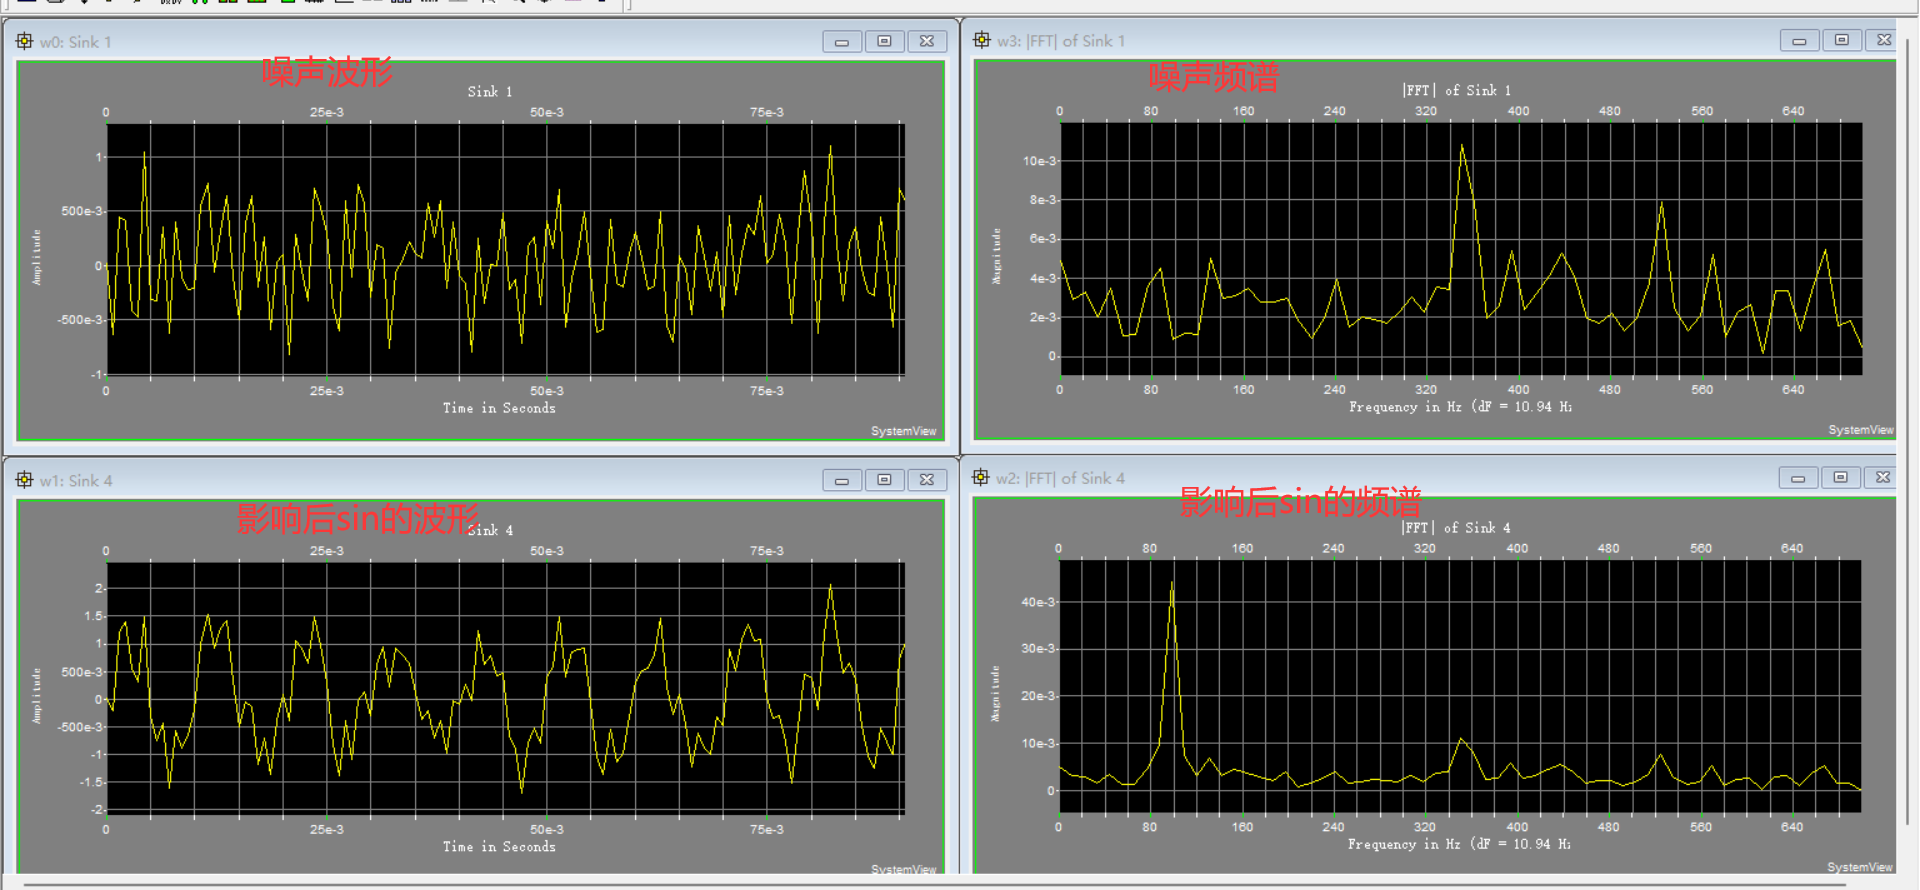 w0: Sink 1
噪声波形
Sink 1
0 25e-3 50e-3 75e-3
1
500e-3
0
-500e-3
-1
Amplitude
0 25e-3 50e-3 75e-3
Time in Seconds
SystemView
w3: |FFT| of Sink 1
噪声频谱
|FFT| of Sink 1
0 80 160 240 320 400 480 560 640
10e-3
8e-3
6e-3
4e-3
2e-3
0
Magnitude
0 80 160 240 320 400 480 560 640
Frequency in Hz (dF = 10.94 Hz
SystemView
w1: Sink 4
影响后sin的波形
Sink 4
0 25e-3 50e-3 75e-3
2
1.5
1
500e-3
0
-500e-3
-1
-1.5
-2
Amplitude
0 25e-3 50e-3 75e-3
Time in Seconds
SystemView
w2: |FFT| of Sink 4
影响后sin的频谱
|FFT| of Sink 4
0 80 160 240 320 400 480 560 640
40e-3
30e-3
20e-3
10e-3
0
Magnitude
0 80 160 240 320 400 480 560 640
Frequency in Hz (dF = 10.94 Hz
SystemView